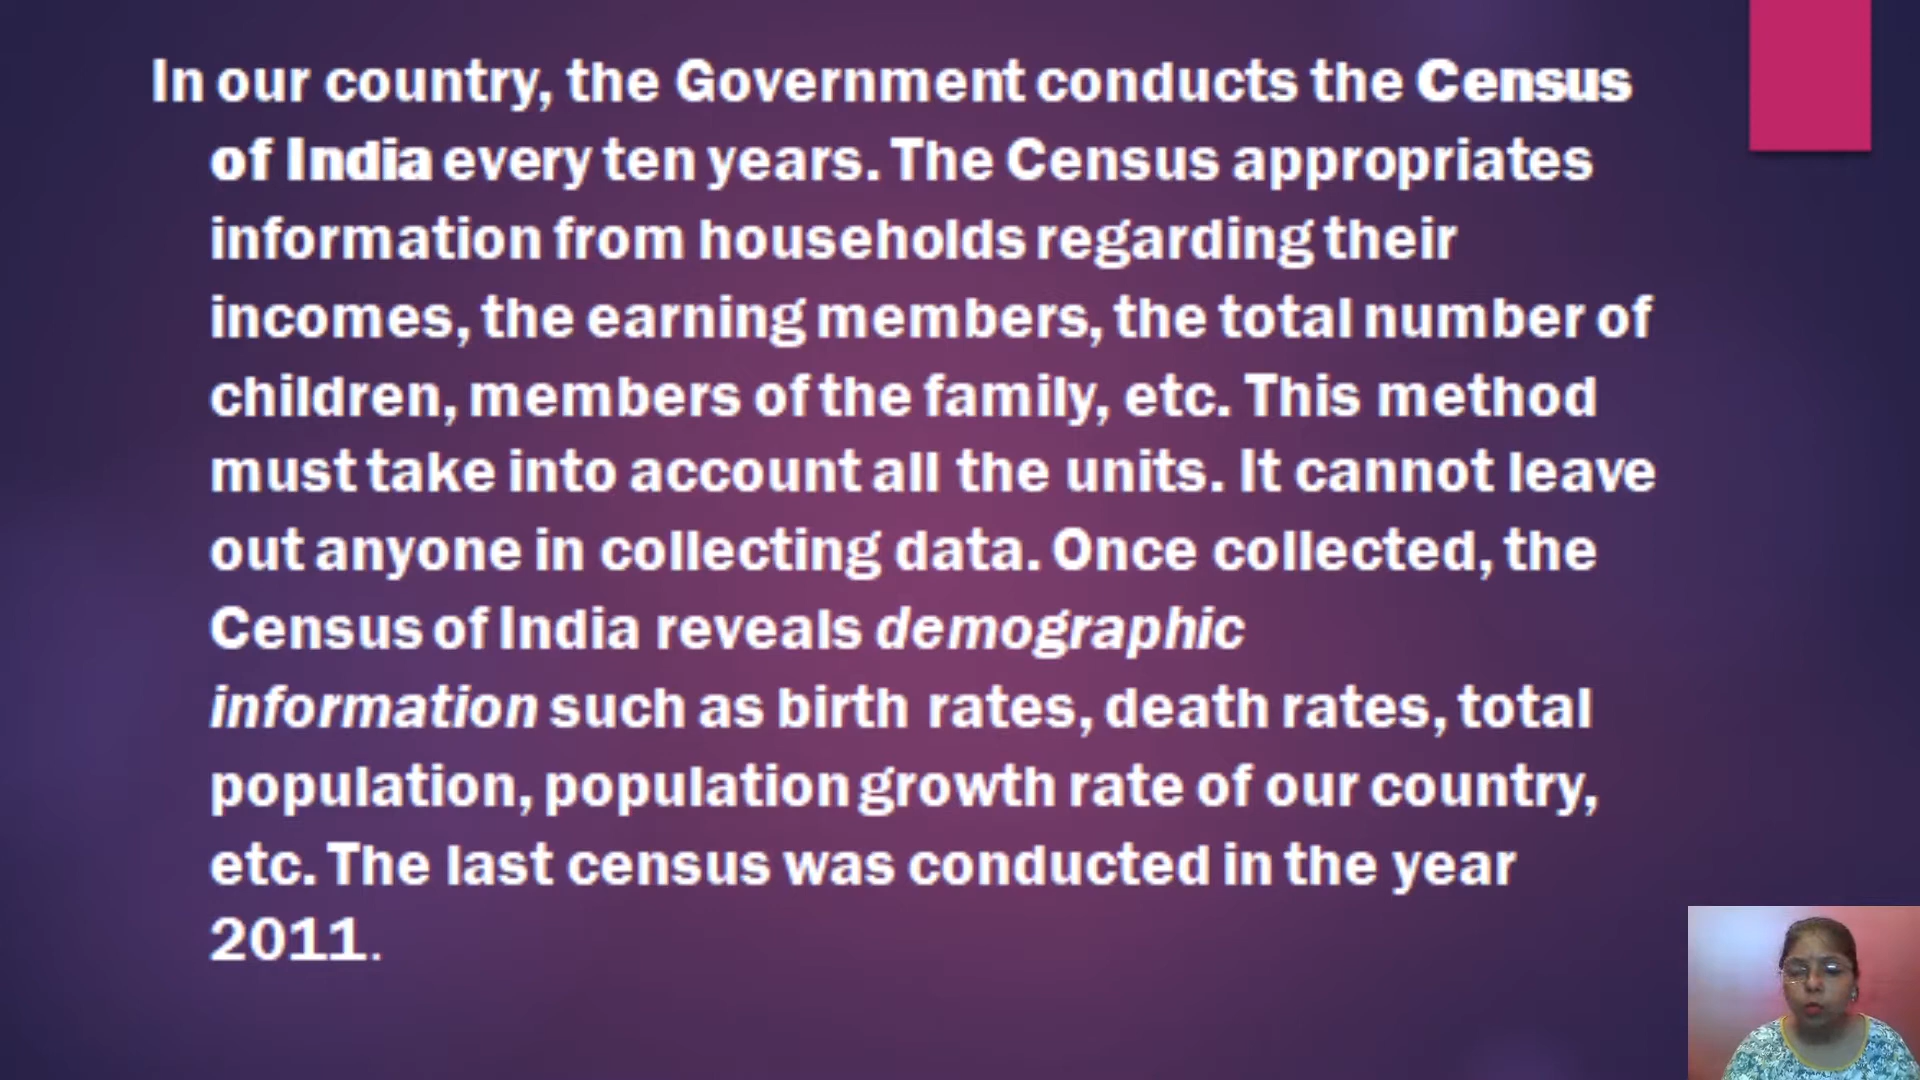 In our country, the Government conducts the Census
of India every ten years. The Census appropriates
information from households regarding their
incomes, the earning members, the total number of
children, members of the family, etc. This method
must take into account all the units. It cannot leave
out anyone in collecting data. Once collected, the
Census of India reveals demographic
information such as birth rates, death rates, total
population, population growth rate of our country,
etc. The last census was conducted in the year
2011.